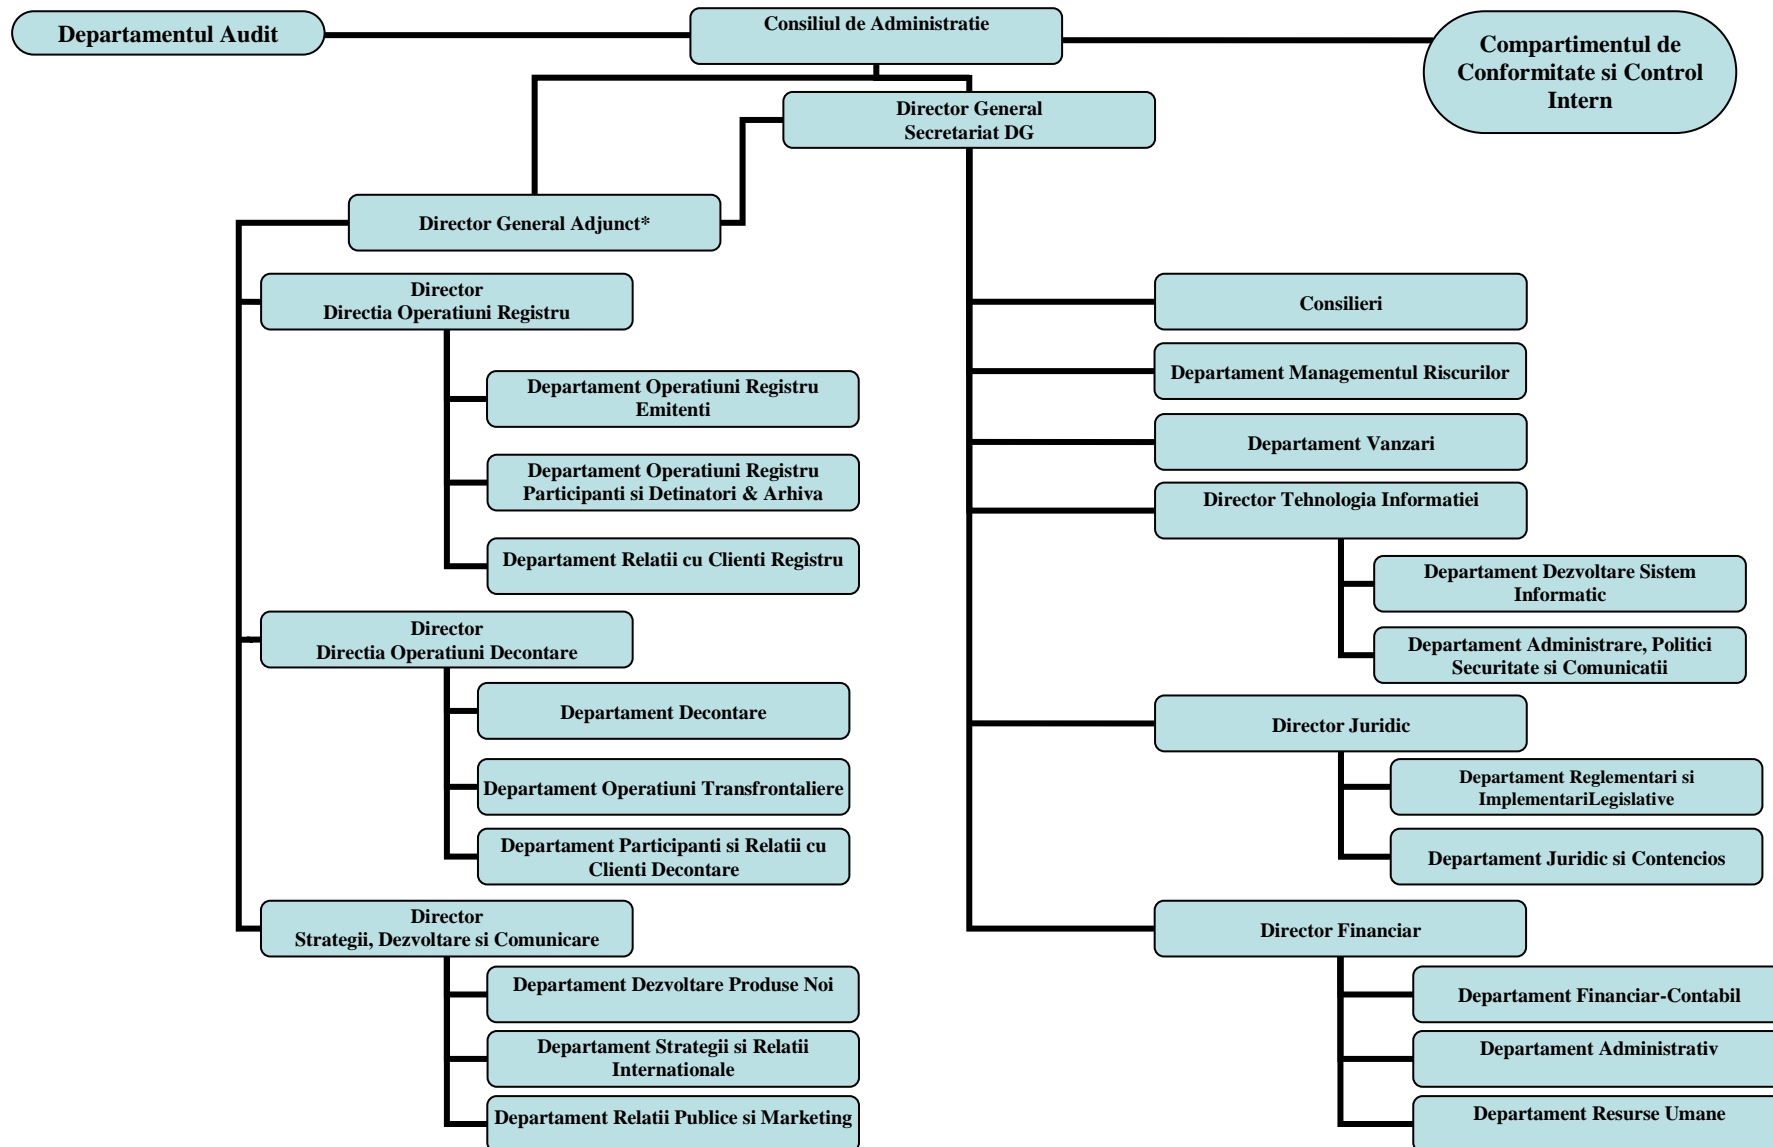 Departamentul Audit
Consiliul de Administratie
Compartimentul de
Conformitate si Control
Intern
Director General
Secretariat DG
Director General Adjunct*
Director
Directia Operatiuni Registru
Departament Operatiuni Registru
Emitenti
Departament Operatiuni Registru
Participanti si Detinatori & Arhiva
Departament Relatii cu Clienti Registru
Director
Directia Operatiuni Decontare
Departament Decontare
Departament Operatiuni Transfrontaliere
Departament Participanti si Relatii cu
Clienti Decontare
Director
Strategii, Dezvoltare si Comunicare
Departament Dezvoltare Produse Noi
Departament Strategii si Relatii
Internationale
Departament Relatii Publice si Marketing
Consilieri
Departament Managementul Riscurilor
Departament Vanzari
Director Tehnologia Informatiei
Departament Dezvoltare Sistem
Informatic
Departament Administrare, Politici
Securitate si Comunicatii
Director Juridic
Departament Reglementari si
ImplementariLegislative
Departament Juridic si Contencios
Director Financiar
Departament Financiar-Contabil
Departament Administrativ
Departament Resurse Umane